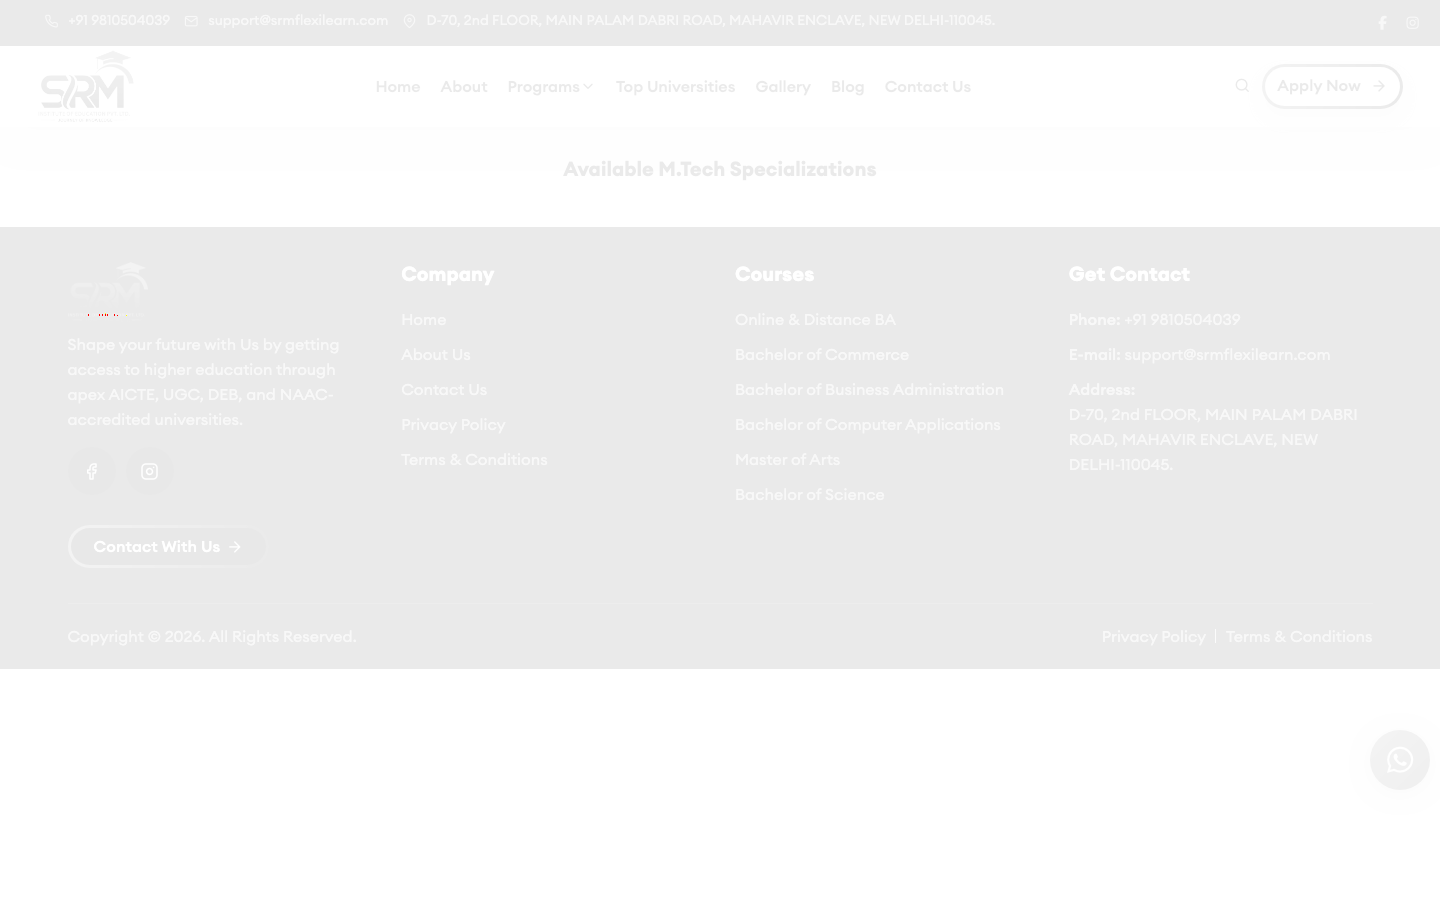 +91 9810504039 support@srmflexilearn.com D-70, 2nd FLOOR, MAIN PALAM DABRI ROAD, MAHAVIR ENCLAVE, NEW DELHI-110045.
SRM
Home About Programs Top Universities Gallery Blog Contact Us Apply Now
Available M.Tech Specializations
SRM
Shape your future with Us by getting
access to higher education through
apex AICTE, UGC, DEB, and NAAC-
accredited universities.
Contact With Us
Company
Home
About Us
Contact Us
Privacy Policy
Terms & Conditions
Courses
Online & Distance BA
Bachelor of Commerce
Bachelor of Business Administration
Bachelor of Computer Applications
Master of Arts
Bachelor of Science
Get Contact
Phone: +91 9810504039
E-mail: support@srmflexilearn.com
Address:
D-70, 2nd FLOOR, MAIN PALAM DABRI
ROAD, MAHAVIR ENCLAVE, NEW
DELHI-110045.
Copyright © 2026. All Rights Reserved.
Privacy Policy | Terms & Conditions